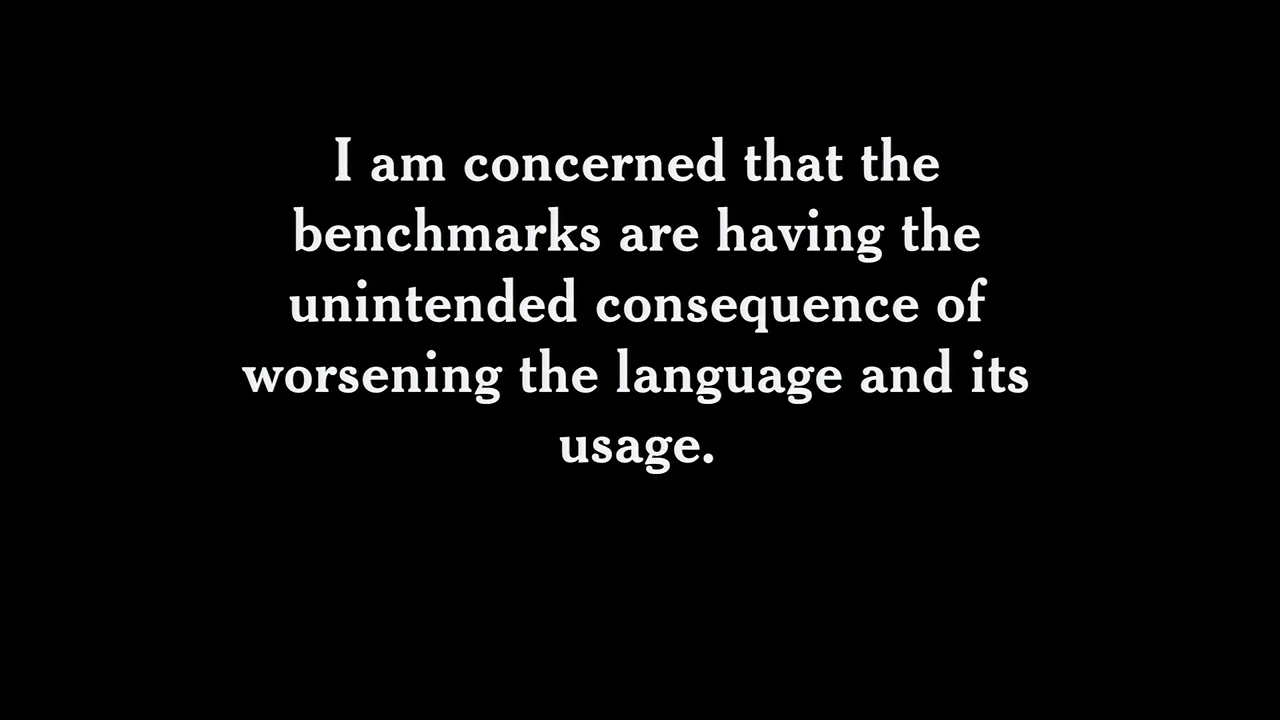 I am concerned that the
benchmarks are having the
unintended consequence of
worsening the language and its
usage.